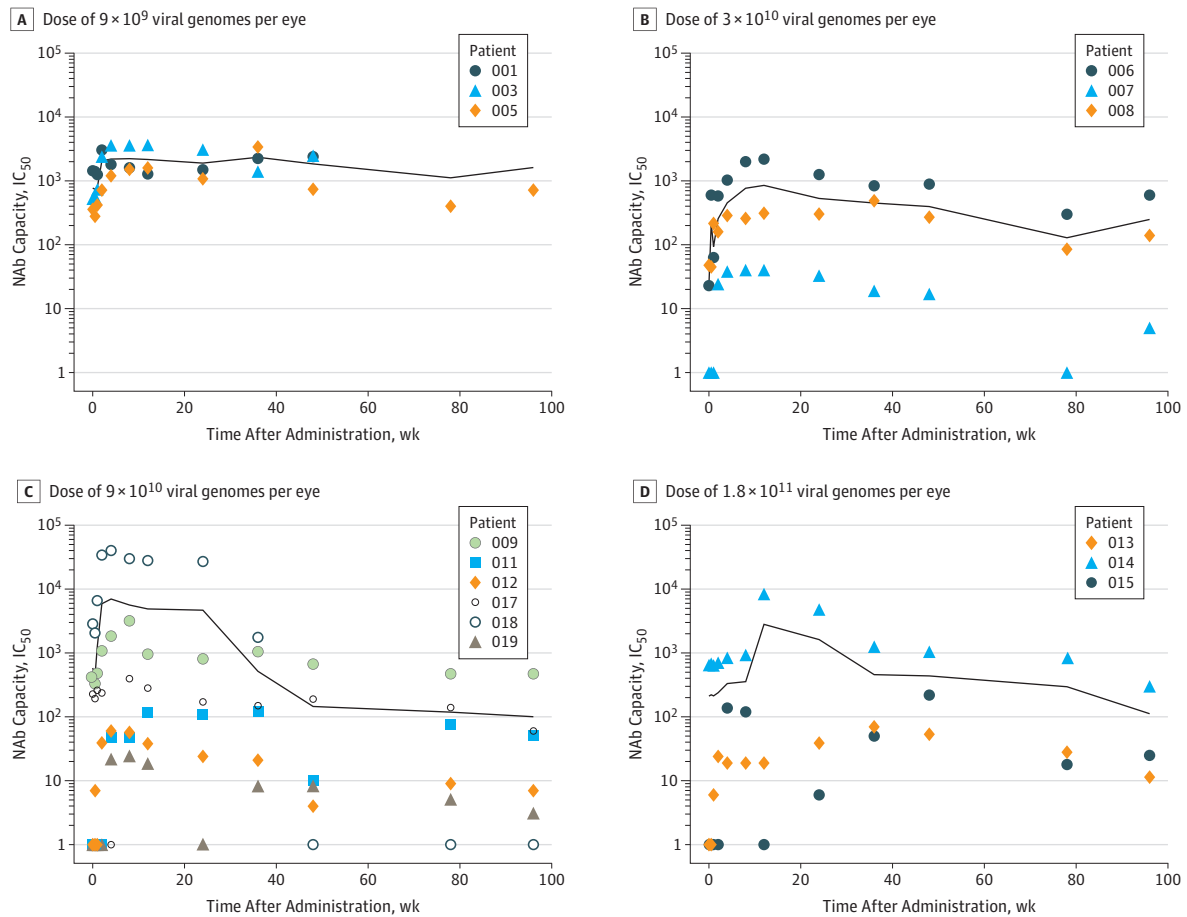 A Dose of 9 × 10⁹ viral genomes per eye
NAb Capacity, IC₅₀
10⁵
10⁴
10³
10²
10
1
0 20 40 60 80 100
Time After Administration, wk
Patient
001
003
005
B Dose of 3 × 10¹⁰ viral genomes per eye
NAb Capacity, IC₅₀
10⁵
10⁴
10³
10²
10
1
0 20 40 60 80 100
Time After Administration, wk
Patient
006
007
008
C Dose of 9 × 10¹⁰ viral genomes per eye
NAb Capacity, IC₅₀
10⁵
10⁴
10³
10²
10
1
0 20 40 60 80 100
Time After Administration, wk
Patient
009
011
012
017
018
019
D Dose of 1.8 × 10¹¹ viral genomes per eye
NAb Capacity, IC₅₀
10⁵
10⁴
10³
10²
10
1
0 20 40 60 80 100
Time After Administration, wk
Patient
013
014
015